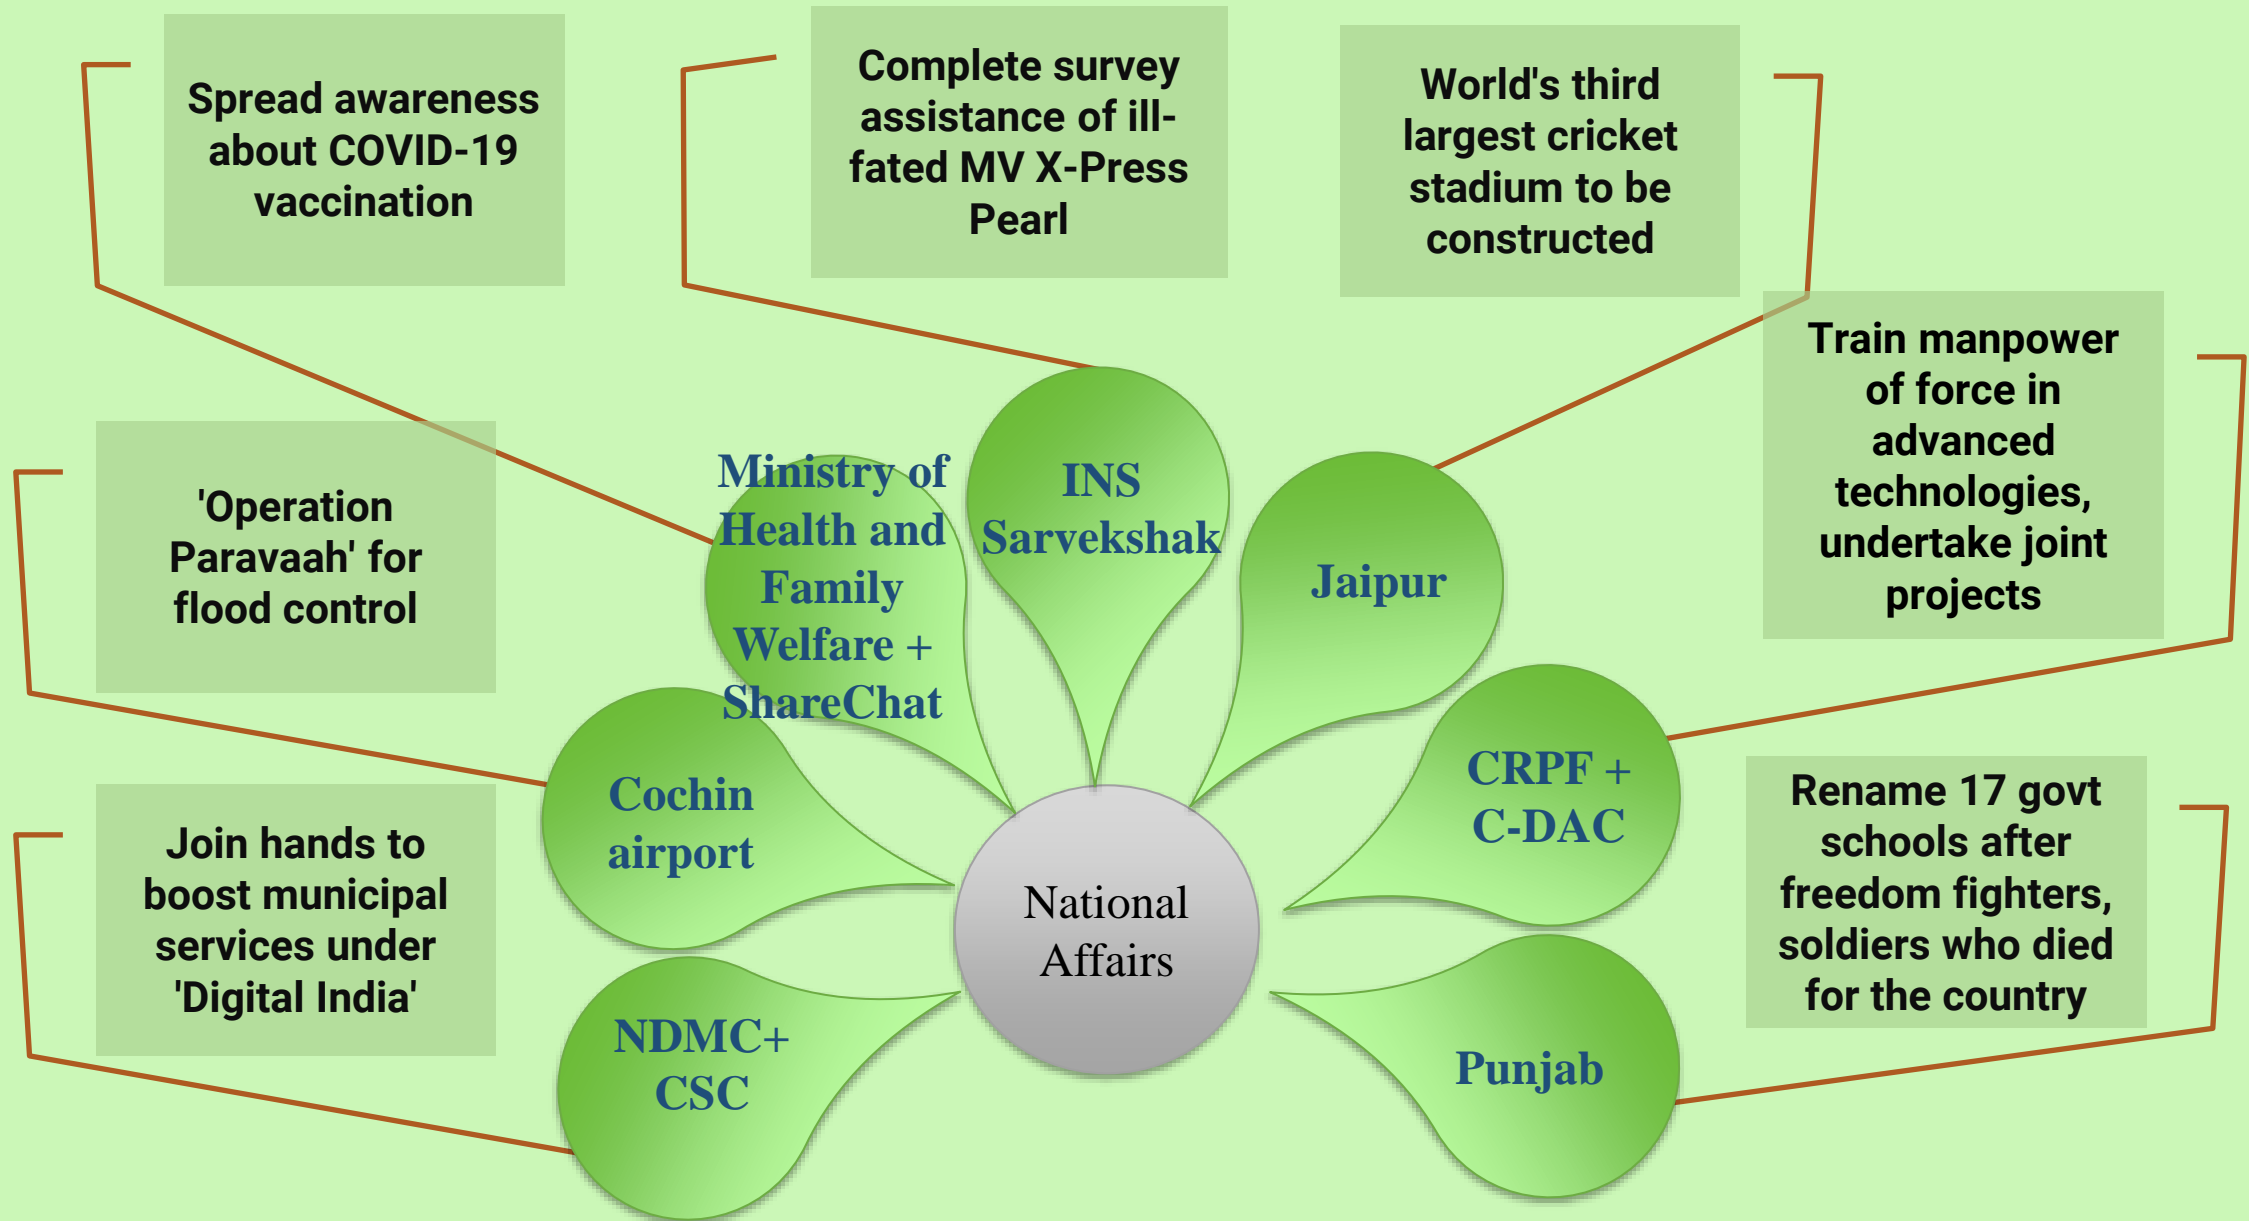 Spread awareness
about COVID-19
vaccination
Complete survey
assistance of ill-
fated MV X-Press
Pearl
World's third
largest cricket
stadium to be
constructed
Train manpower
of force in
advanced
technologies,
undertake joint
projects
'Operation
Paravaah' for
flood control
Ministry of
Health and
Family
Welfare +
ShareChat
INS
Sarvekshak
Jaipur
CRPF +
C-DAC
Cochin
airport
Rename 17 govt
schools after
freedom fighters,
soldiers who died
for the country
Join hands to
boost municipal
services under
'Digital India'
National
Affairs
NDMC+
CSC
Punjab